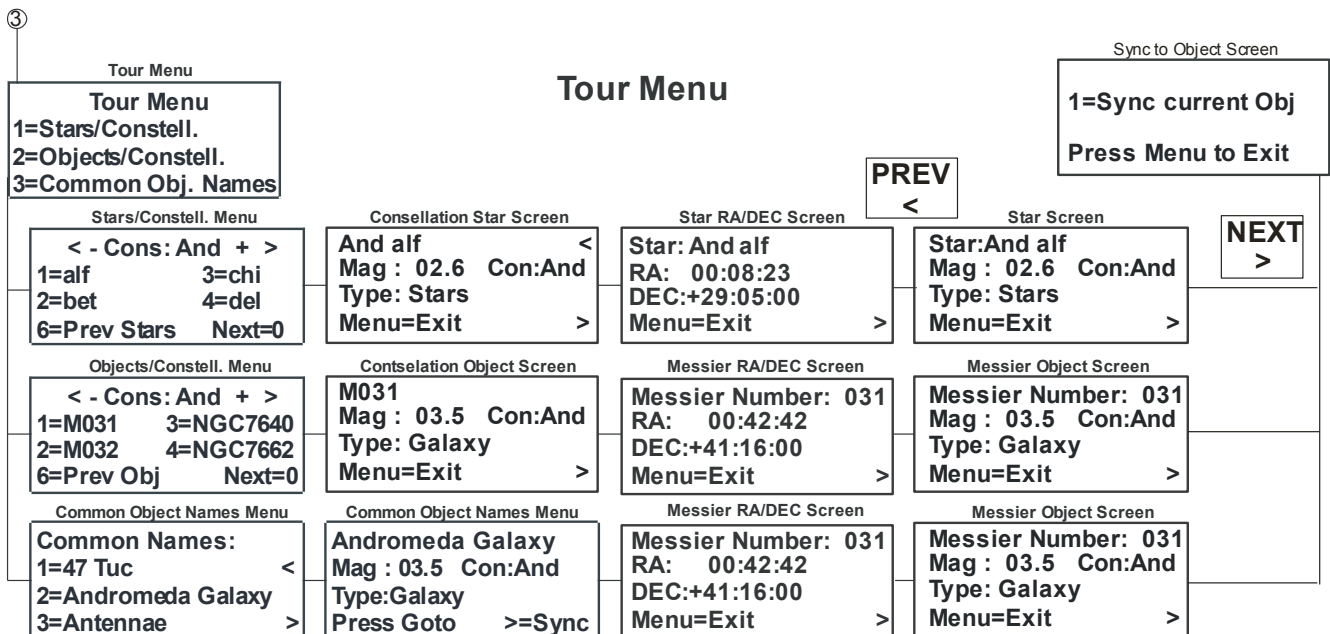 ③
Tour Menu
Tour Menu
1=Stars/Constell.
2=Objects/Constell.
3=Common Obj. Names
Tour Menu
Sync to Object Screen
1=Sync current Obj
Press Menu to Exit
PREV
<
NEXT
>
Stars/Constell. Menu
< - Cons: And + >
1=alf 3=chi
2=bet 4=del
6=Prev Stars Next=0
Consellation Star Screen
And alf <
Mag : 02.6 Con:And
Type: Stars
Menu=Exit >
Star RA/DEC Screen
Star: And alf
RA: 00:08:23
DEC:+29:05:00
Menu=Exit >
Star Screen
Star:And alf
Mag : 02.6 Con:And
Type: Stars
Menu=Exit >
Objects/Constell. Menu
< - Cons: And + >
1=M031 3=NGC7640
2=M032 4=NGC7662
6=Prev Obj Next=0
Contselation Object Screen
M031
Mag : 03.5 Con:And
Type: Galaxy
Menu=Exit >
Messier RA/DEC Screen
Messier Number: 031
RA: 00:42:42
DEC:+41:16:00
Menu=Exit >
Messier Object Screen
Messier Number: 031
Mag : 03.5 Con:And
Type: Galaxy
Menu=Exit >
Common Object Names Menu
Common Names:
1=47 Tuc <
2=Andromeda Galaxy
3=Antennae >
Common Object Names Menu
Andromeda Galaxy
Mag : 03.5 Con:And
Type:Galaxy
Press Goto >=Sync
Messier RA/DEC Screen
Messier Number: 031
RA: 00:42:42
DEC:+41:16:00
Menu=Exit >
Messier Object Screen
Messier Number: 031
Mag : 03.5 Con:And
Type: Galaxy
Menu=Exit >